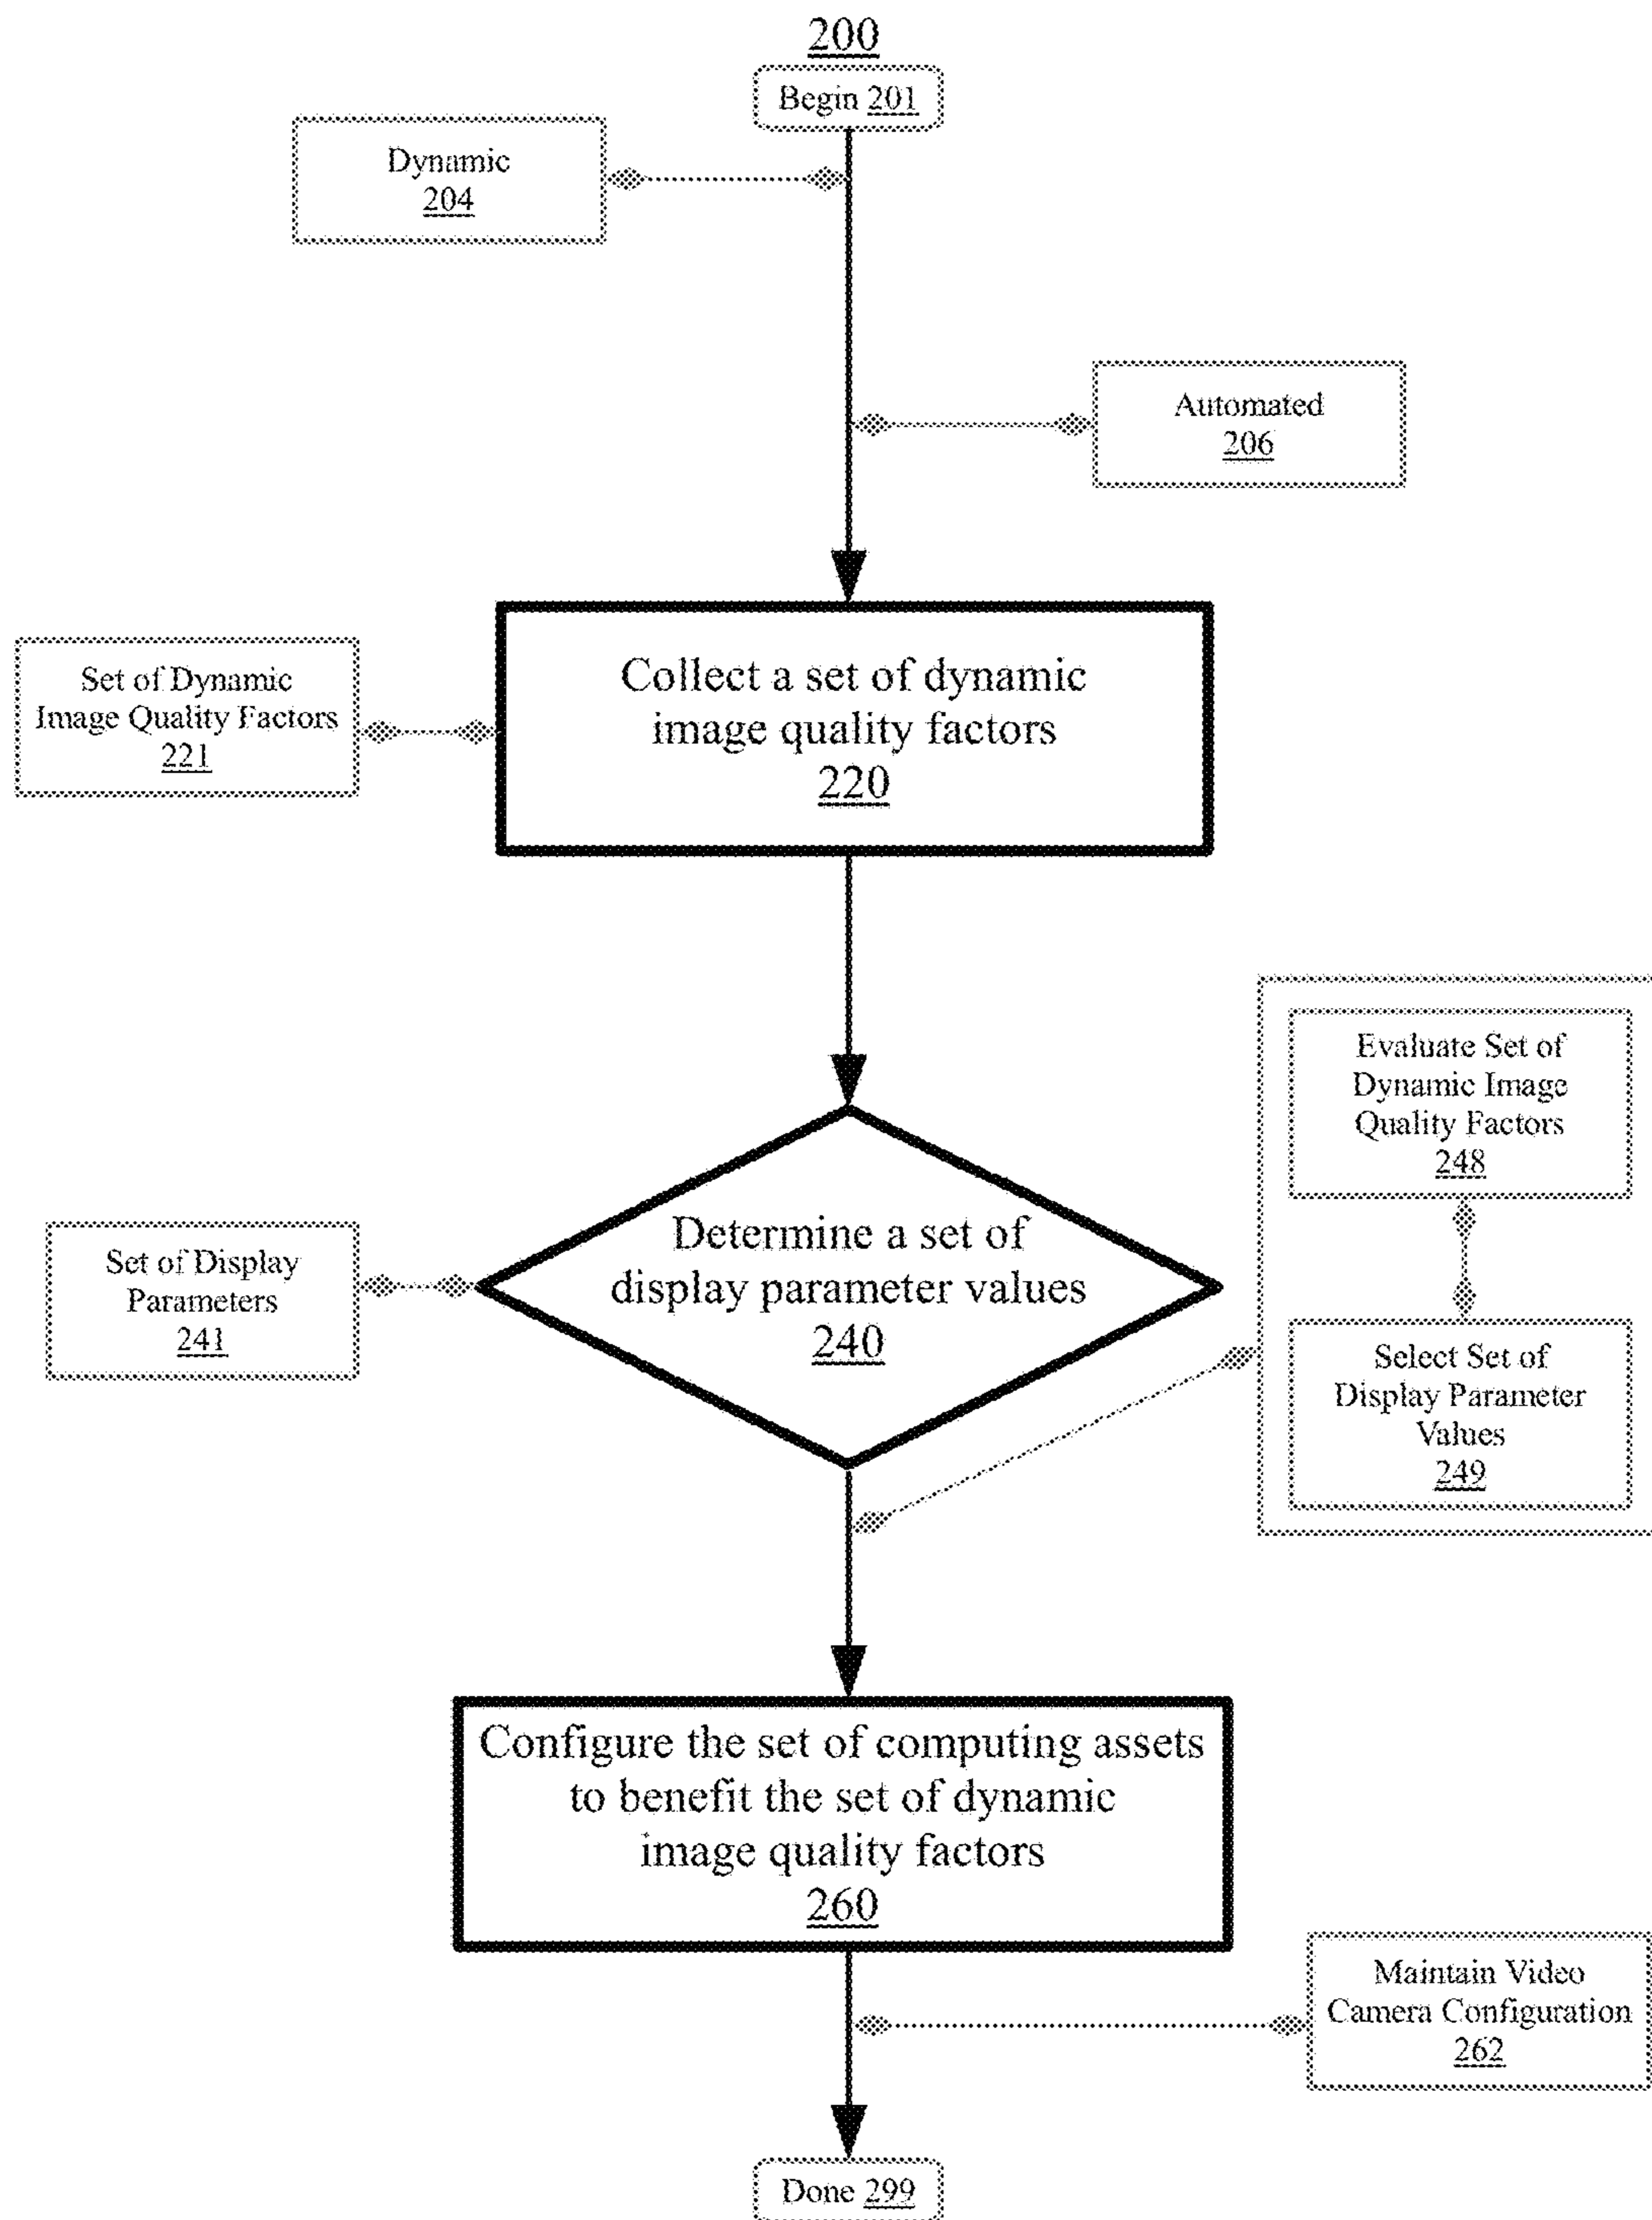 200
Begin 201
Dynamic
204
Automated
206
Collect a set of dynamic
image quality factors
220
Set of Dynamic
Image Quality Factors
221
Evaluate Set of
Dynamic Image
Quality Factors
248
Determine a set of
display parameter values
240
Set of Display
Parameters
241
Select Set of
Display Parameter
Values
249
Configure the set of computing assets
to benefit the set of dynamic
image quality factors
260
Maintain Video
Camera Configuration
262
Done 299